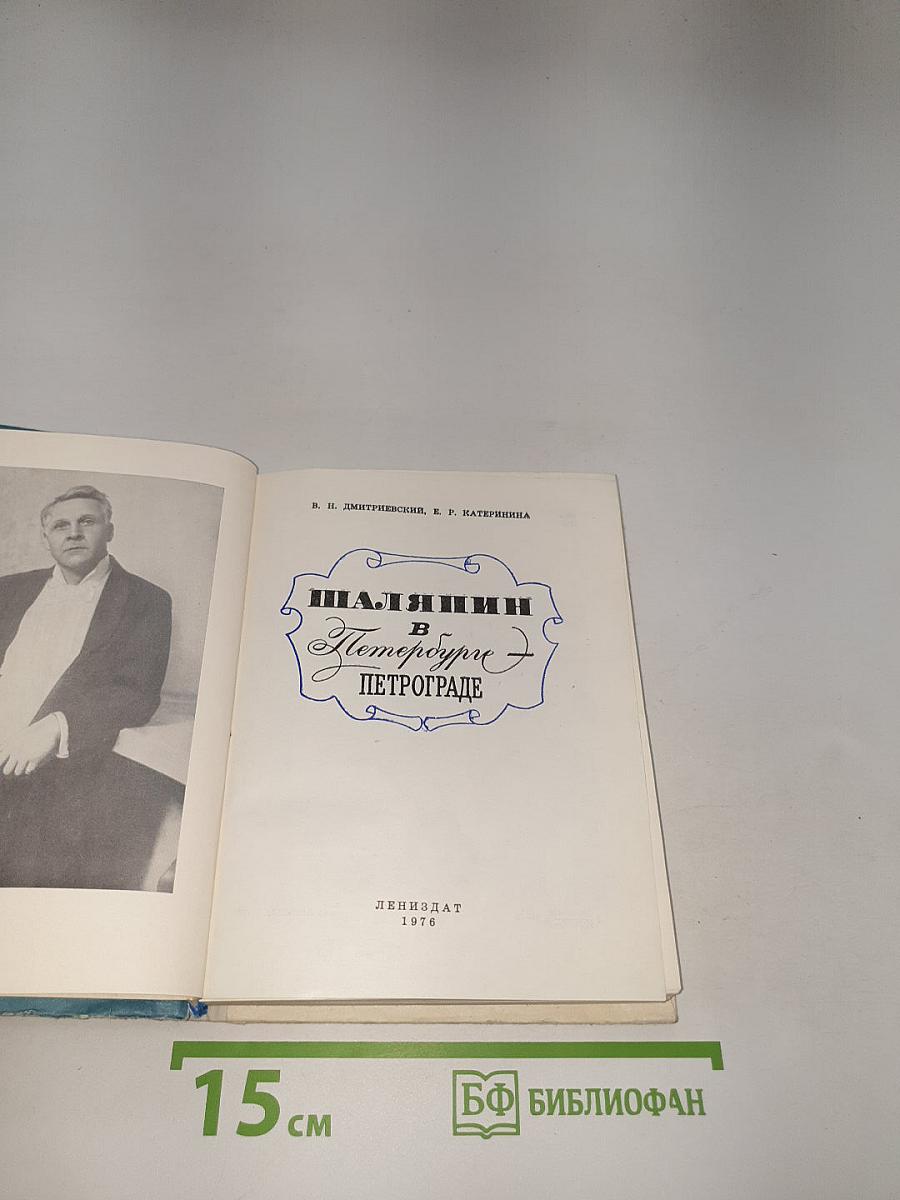 В. Н. ДМИТРИЕВСКИЙ, Е. Р. КАТЕРИНИНА
ШАЛЯПИН
В
Петербурге —
ПЕТРОГРАДЕ
ЛЕНИЗДАТ
1976
15 см
БФ БИБЛИОФАН